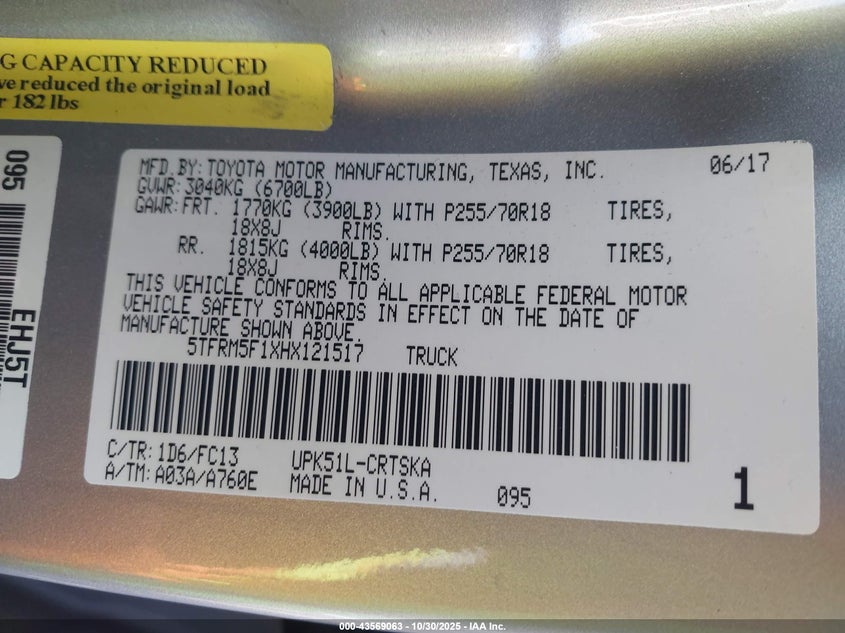 G CAPACITY REDUCED
ve reduced the original load
r 182 lbs
095
EHJ5T
MFD.BY: TOYOTA MOTOR MANUFACTURING, TEXAS, INC. 06/17
GVWR: 3040KG (6700LB)
GAWR: FRT. 1770KG (3900LB) WITH P255/70R18 TIRES,
18X8J RIMS.
RR. 1815KG (4000LB) WITH P255/70R18 TIRES,
18X8J RIMS.
THIS VEHICLE CONFORMS TO ALL APPLICABLE FEDERAL MOTOR
VEHICLE SAFETY STANDARDS IN EFFECT ON THE DATE OF
MANUFACTURE SHOWN ABOVE.
5TFRM5F1XHX121517 TRUCK
C/TR: 1D6/FC13 UPK51L-CRTSKA
A/TM: A03A/A760E MADE IN U.S.A. 095 1
000-43569063 - 10/30/2025 - IAA Inc.